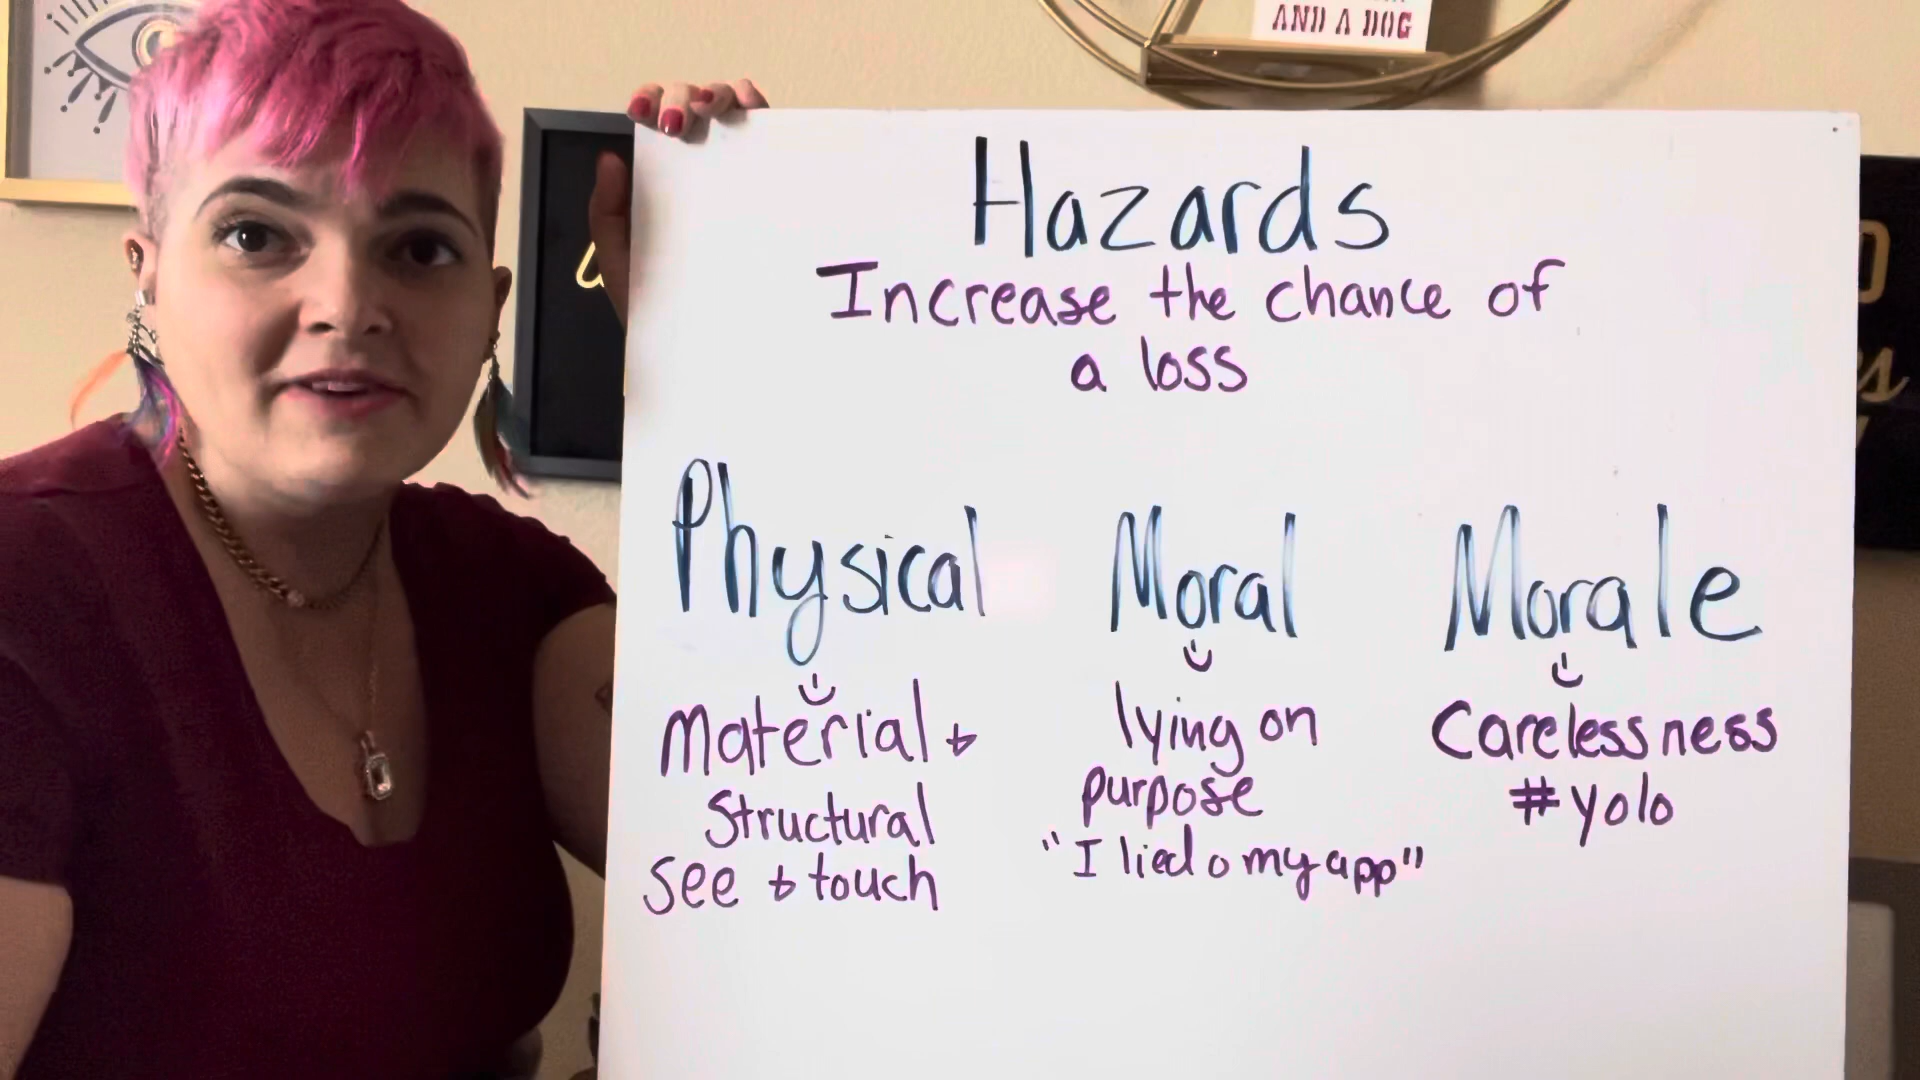 AND A DOG
Hazards
Increase the chance of
a loss
Physical
Moral
Morale
Material +
Structural
See + touch
lying on
purpose
"I lied o my app"
Carelessness
#yolo